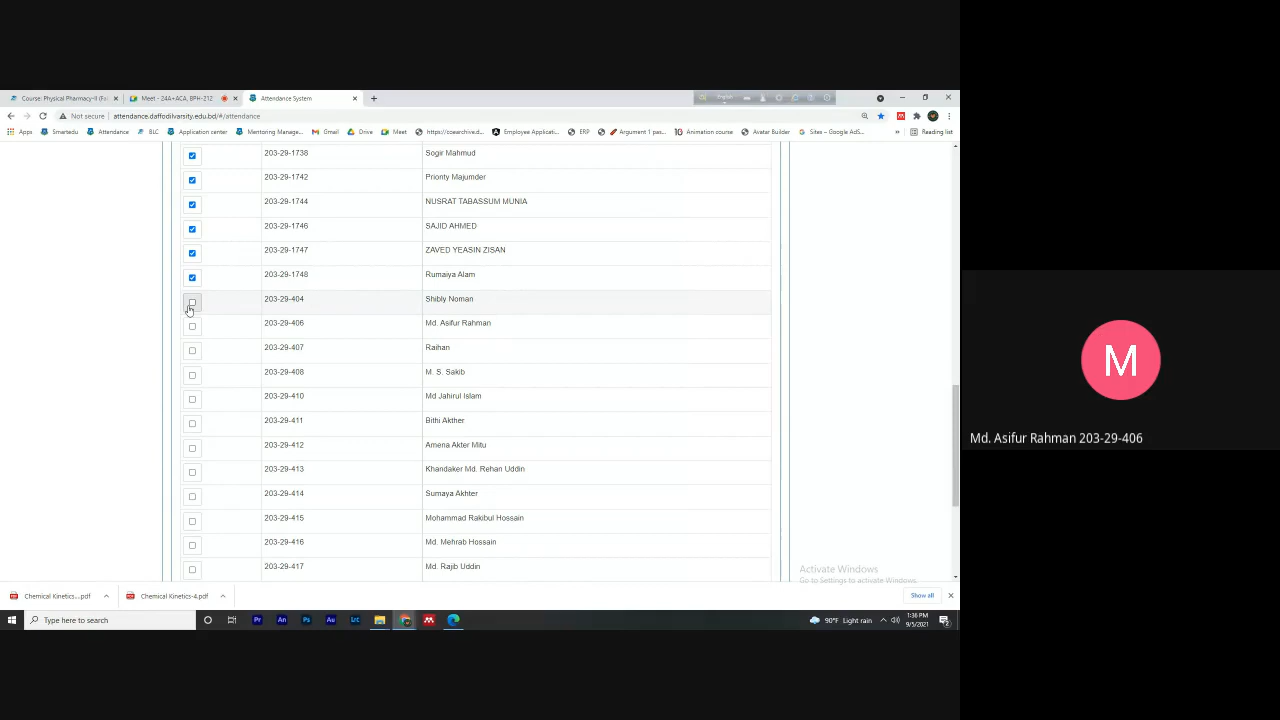 Course: Physical Pharmacy-II (Fo
Meet - 24A+ACA, BPH-212
Attendance System
English
Not secure
attendance.daffodilvarsity.edu.bd/#/attendance
Apps
Smartedu
Attendance
BLC
Application center
Mentoring Manage...
Gmail
Drive
Meet
https://coearchive.d...
Employee Applicati...
ERP
Argument 1 pas...
Animation course
Avatar Builder
Sites – Google AdS...
»
Reading list
203-29-1738 Sogir Mahmud
203-29-1742 Prionty Majumder
203-29-1744 NUSRAT TABASSUM MUNIA
203-29-1746 SAJID AHMED
203-29-1747 ZAVED YEASIN ZISAN
203-29-1748 Rumaiya Alam
203-29-404 Shibly Noman
203-29-406 Md. Asifur Rahman
203-29-407 Raihan
203-29-408 M. S. Sakib
203-29-410 Md Jahirul Islam
203-29-411 Bithi Akther
203-29-412 Amena Akter Mitu
203-29-413 Khandaker Md. Rehan Uddin
203-29-414 Sumaya Akhter
203-29-415 Mohammad Rakibul Hossain
203-29-416 Md. Mehrab Hossain
203-29-417 Md. Rajib Uddin
Activate Windows
Go to Settings to activate Windows.
Chemical Kinetics....pdf
Chemical Kinetics-4.pdf
Show all
Type here to search
Pr
An
Ps
Au
Lrc
90°F Light rain
1:36 PM
9/5/2021
M
Md. Asifur Rahman 203-29-406